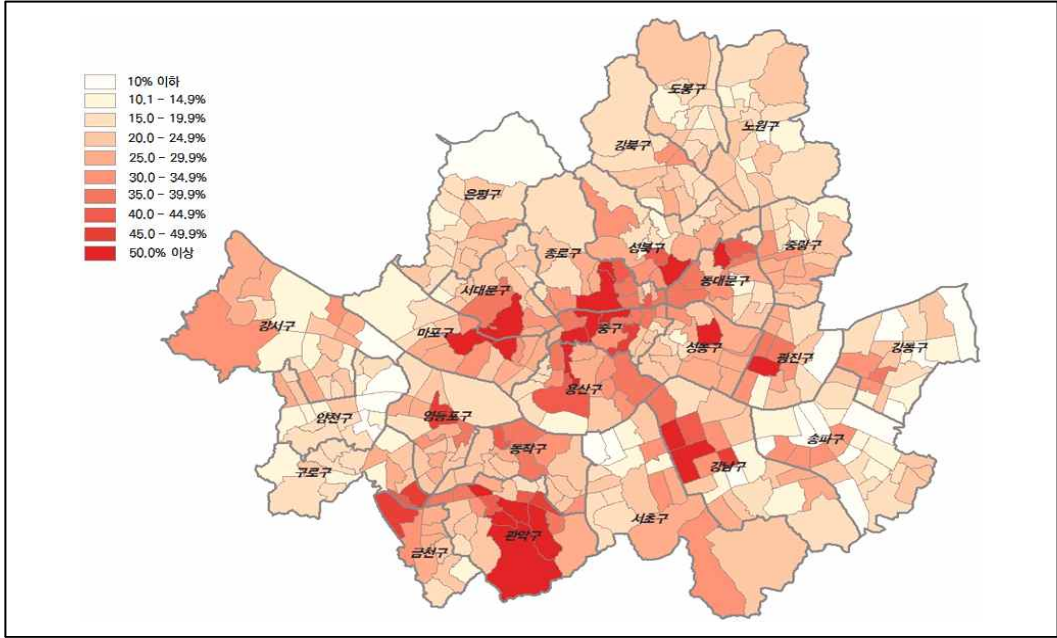 10% 이하
10.1 - 14.9%
15.0 - 19.9%
20.0 - 24.9%
25.0 - 29.9%
30.0 - 34.9%
35.0 - 39.9%
40.0 - 44.9%
45.0 - 49.9%
50.0% 이상
도봉구
노원구
강북구
은평구
성북구
중랑구
종로구
동대문구
서대문구
강서구
마포구
중구
성동구
광진구
강동구
용산구
양천구
영등포구
송파구
동작구
강남구
구로구
서초구
관악구
금천구